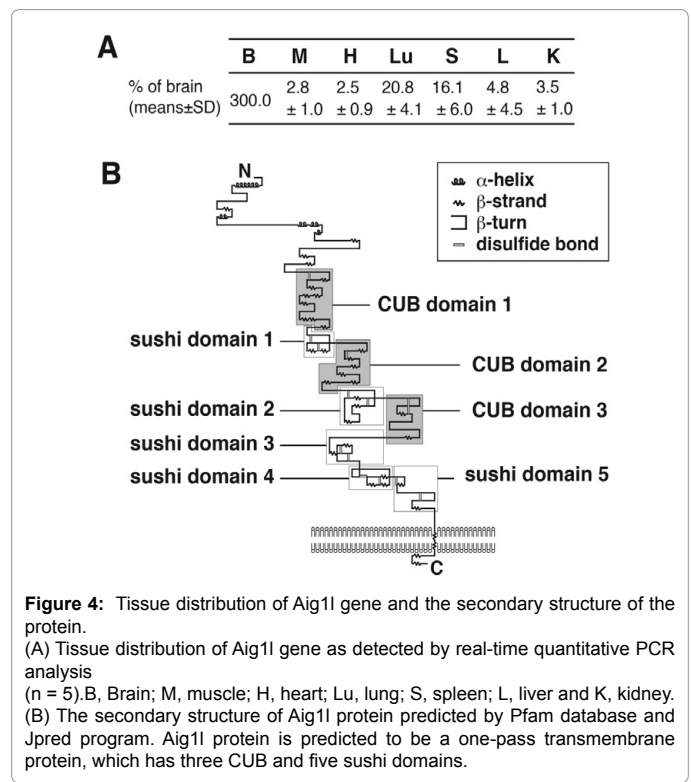 A
B M H Lu S L K
% of brain 300.0 2.8 2.5 20.8 16.1 4.8 3.5
(means±SD) ± 1.0 ± 0.9 ± 4.1 ± 6.0 ± 4.5 ± 1.0
B
N
α-helix
β-strand
β-turn
disulfide bond
CUB domain 1
sushi domain 1
CUB domain 2
sushi domain 2
CUB domain 3
sushi domain 3
sushi domain 4
sushi domain 5
C
Figure 4: Tissue distribution of Aig1l gene and the secondary structure of the
protein.
(A) Tissue distribution of Aig1l gene as detected by real-time quantitative PCR
analysis
(n = 5).B, Brain; M, muscle; H, heart; Lu, lung; S, spleen; L, liver and K, kidney.
(B) The secondary structure of Aig1l protein predicted by Pfam database and
Jpred program. Aig1l protein is predicted to be a one-pass transmembrane
protein, which has three CUB and five sushi domains.